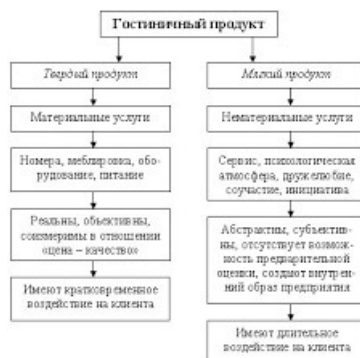 Гостиничный продукт
Твердый продукт
Материальные услуги
Номера, меблировка, обо-
рудование, питание
Реальны, объективны,
соизмеримы в отношении
«цена – качество»
Имеют кратковременное
воздействие на клиента
Мягкий продукт
Нематериальные услуги
Сервис, психологическая
атмосфера, дружелюбие,
соучастие, инициатива
Абстрактны, субъектив-
ны, отсутствует возмож-
ность предварительной
оценки, создают внутрен-
ний образ предприятия
Имеют длительное
воздействие на клиента